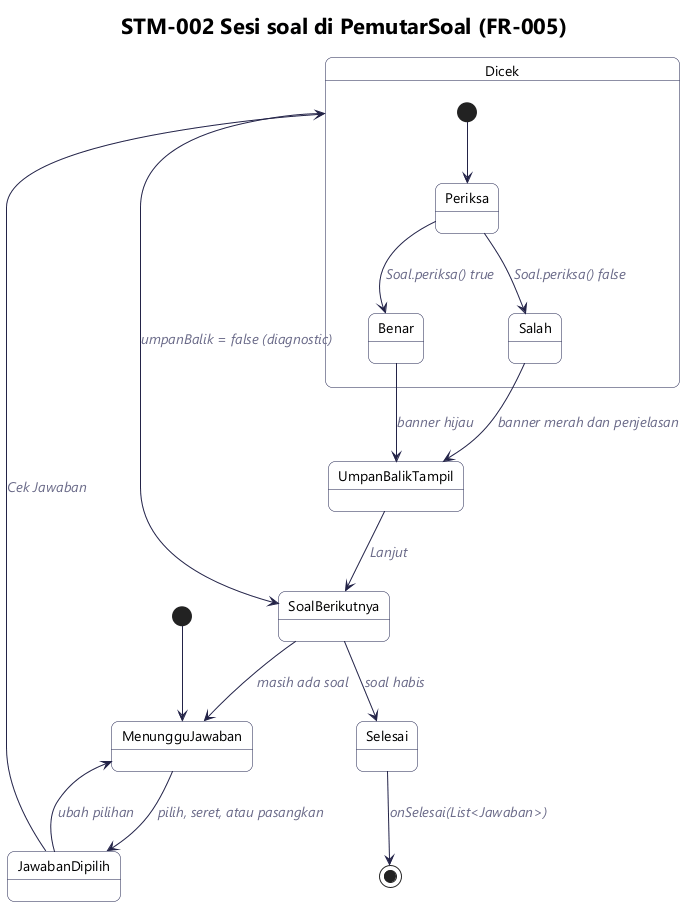 STM-002 Sesi soal di PemutarSoal (FR-005)
Dicek
Periksa
Soal.periksa() true
Soal.periksa() false
Benar
Salah
umpanBalik = false (diagnostic)
banner hijau
banner merah dan penjelasan
UmpanBalikTampil
Cek Jawaban
Lanjut
SoalBerikutnya
masih ada soal
soal habis
MenungguJawaban
Selesai
ubah pilihan
pilih, seret, atau pasangkan
onSelesai(List<Jawaban>)
JawabanDipilih